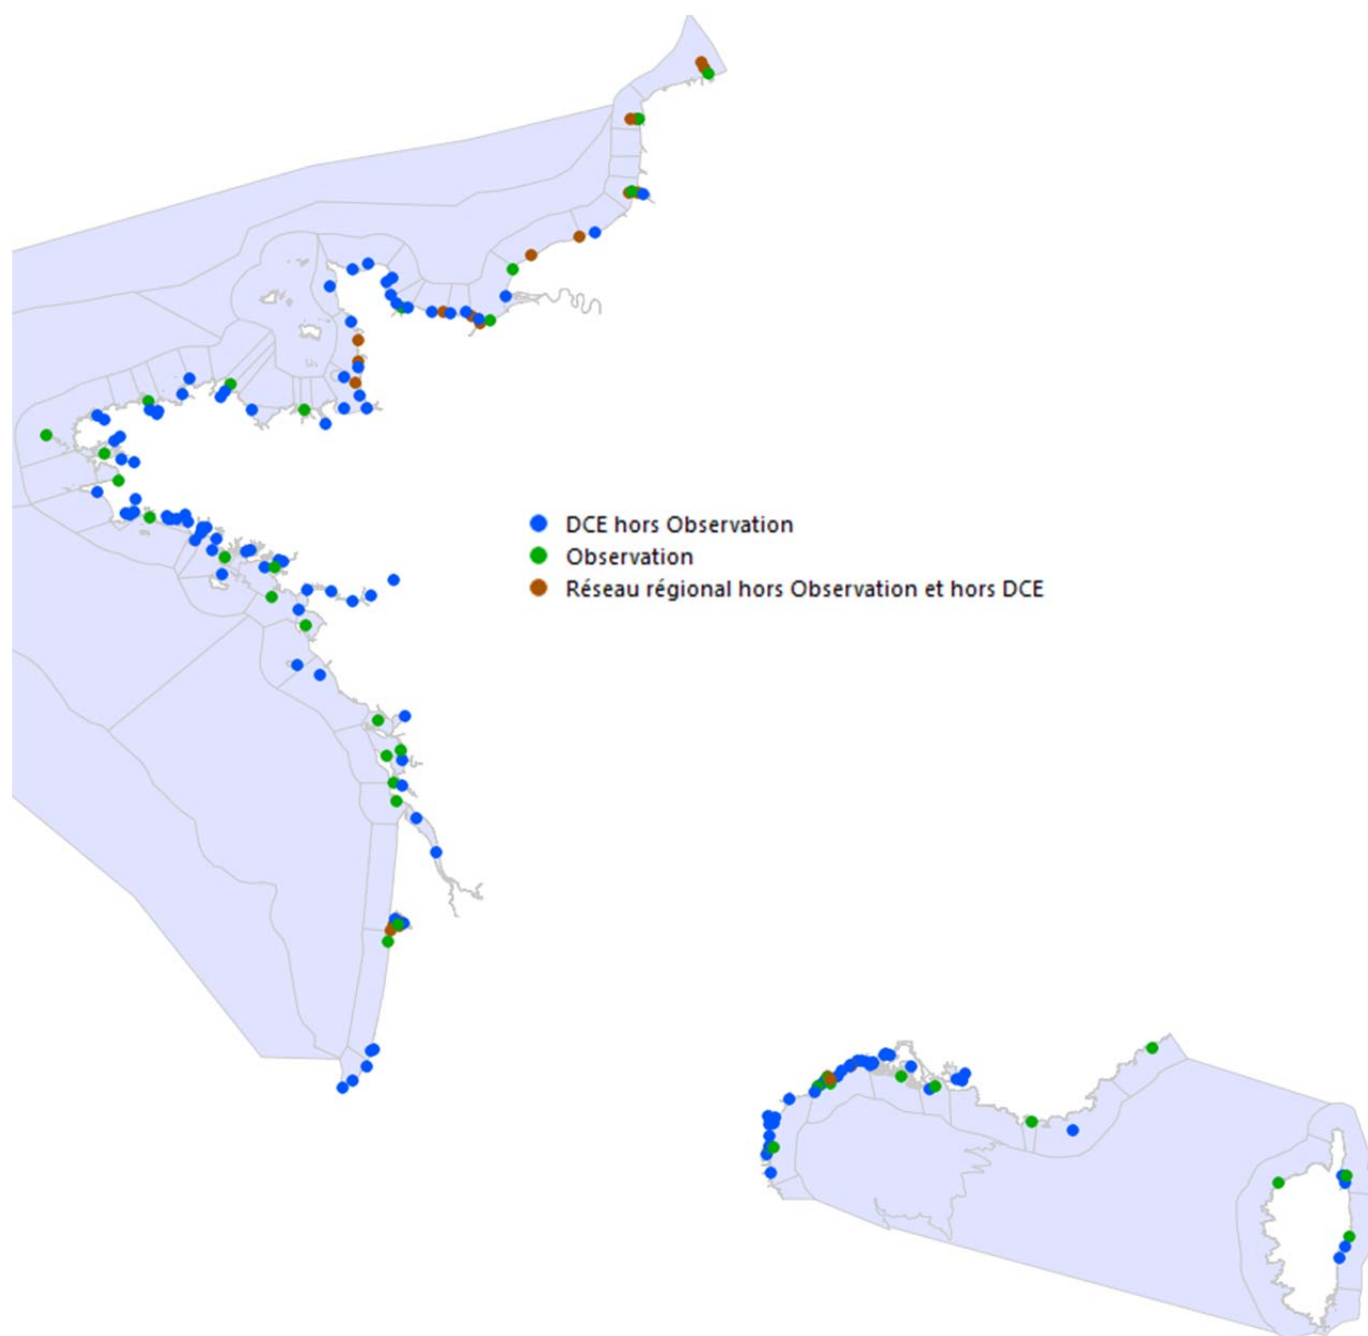 DCE hors Observation
Observation
Réseau régional hors Observation et hors DCE